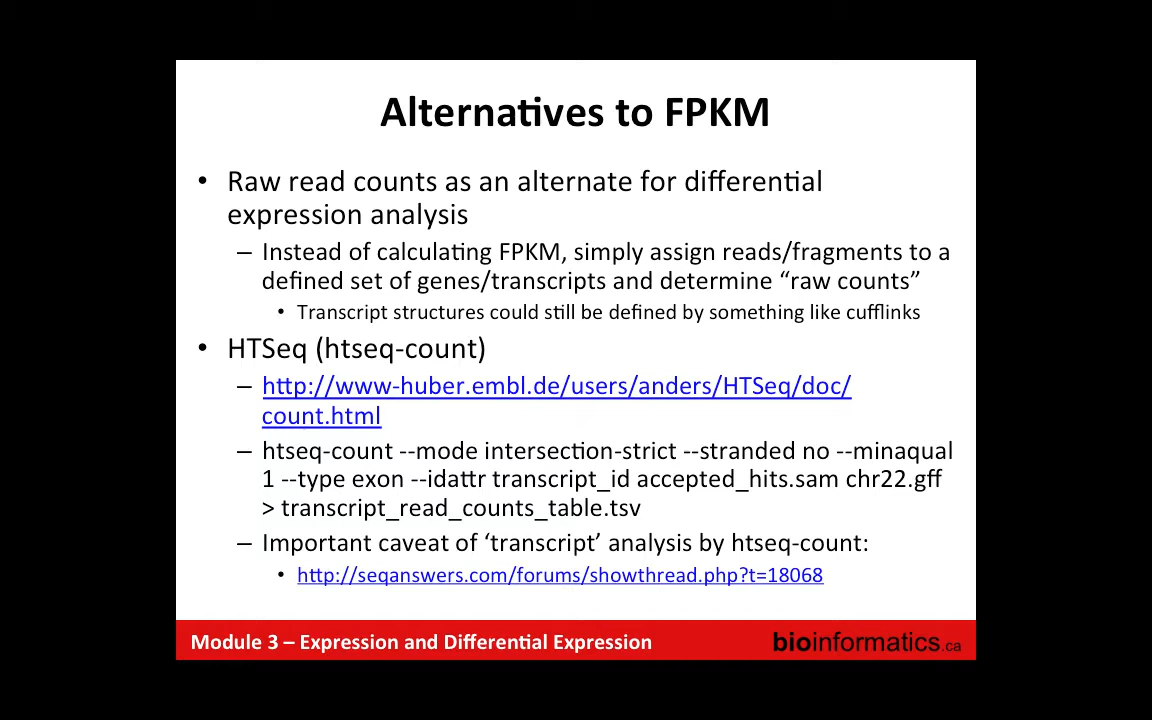 Alternatives to FPKM
• Raw read counts as an alternate for differential
expression analysis
– Instead of calculating FPKM, simply assign reads/fragments to a
defined set of genes/transcripts and determine “raw counts”
• Transcript structures could still be defined by something like cufflinks
• HTSeq (htseq-count)
– http://www-huber.embl.de/users/anders/HTSeq/doc/
count.html
– htseq-count --mode intersection-strict --stranded no --minaqual
1 --type exon --idattr transcript_id accepted_hits.sam chr22.gff
> transcript_read_counts_table.tsv
– Important caveat of ‘transcript’ analysis by htseq-count:
• http://seqanswers.com/forums/showthread.php?t=18068
Module 3 – Expression and Differential Expression
bioinformatics.ca